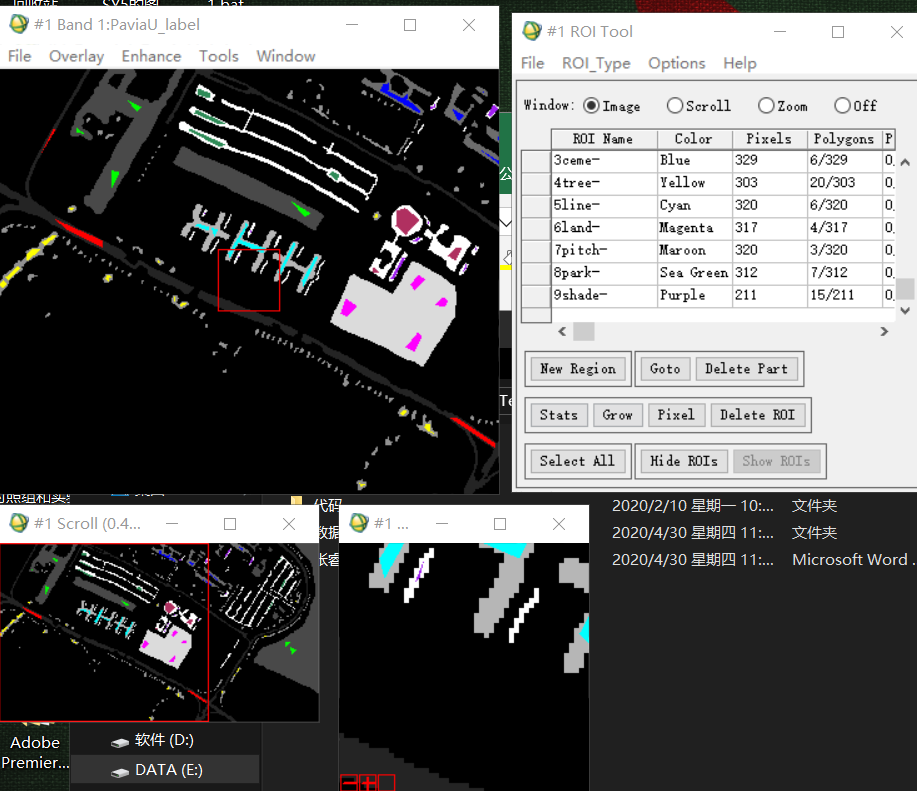 #1 Band 1:PaviaU_label
File Overlay Enhance Tools Window
#1 ROI Tool
File ROI_Type Options Help
Window: Image Scroll Zoom Off
ROI Name Color Pixels Polygons P
3ceme- Blue 329 6/329 0.
4tree- Yellow 303 20/303 0.
5line- Cyan 320 6/320 0.
6land- Magenta 317 4/317 0.
7pitch- Maroon 320 3/320 0.
8park- Sea Green 312 7/312 0.
9shade- Purple 211 15/211 0.
New Region Goto Delete Part
Stats Grow Pixel Delete ROI
Select All Hide ROIs Show ROIs
代码
2020/2/10 星期一 10:... 文件夹
2020/4/30 星期四 11:... 文件夹
2020/4/30 星期四 11:... Microsoft Word .
#1 Scroll (0.4...
#1 ...
Adobe
Premier...
软件 (D:)
DATA (E:)